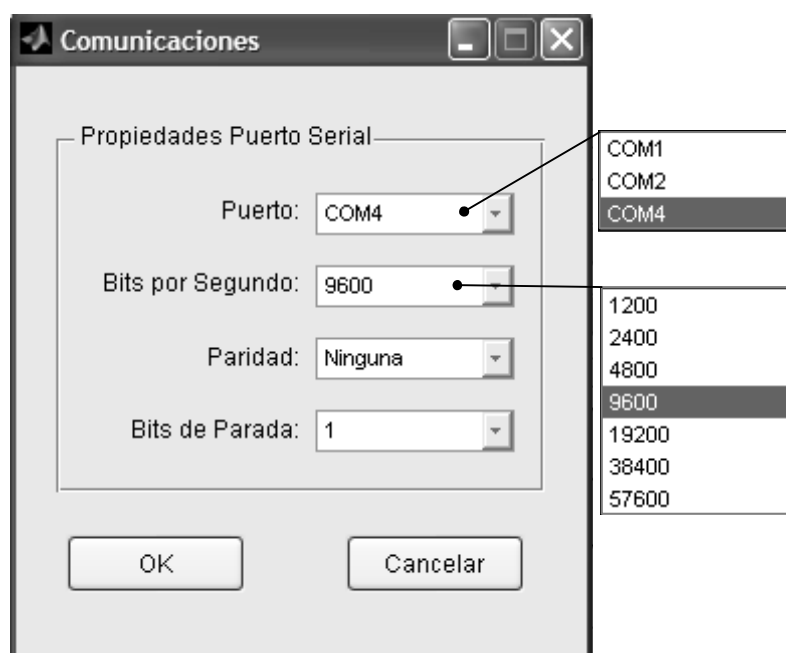 Comunicaciones
Propiedades Puerto Serial
Puerto: COM4
Bits por Segundo: 9600
Paridad: Ninguna
Bits de Parada: 1
OK Cancelar
COM1
COM2
COM4
1200
2400
4800
9600
19200
38400
57600